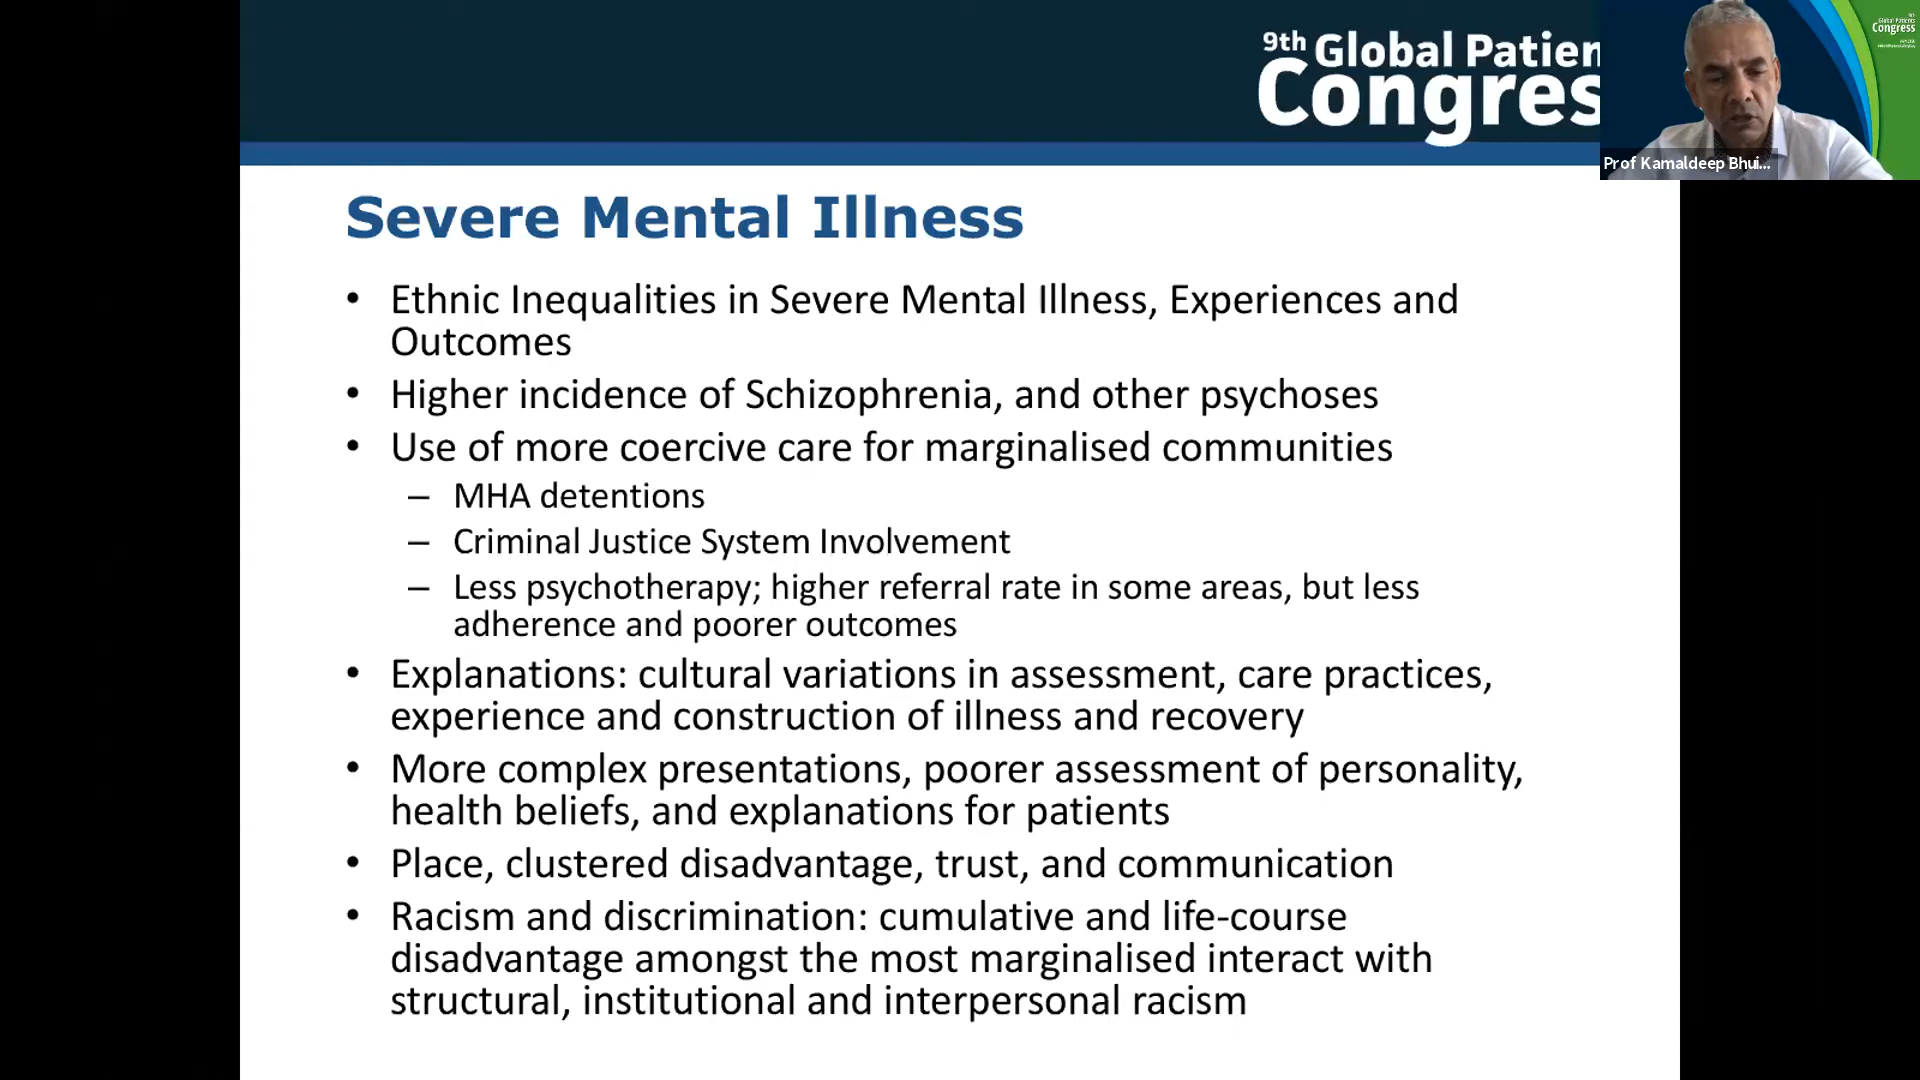 9th Global Patien
Congres
Global Patients
Congress
Prof Kamaldeep Bhui...
Severe Mental Illness
• Ethnic Inequalities in Severe Mental Illness, Experiences and
Outcomes
• Higher incidence of Schizophrenia, and other psychoses
• Use of more coercive care for marginalised communities
– MHA detentions
– Criminal Justice System Involvement
– Less psychotherapy; higher referral rate in some areas, but less
adherence and poorer outcomes
• Explanations: cultural variations in assessment, care practices,
experience and construction of illness and recovery
• More complex presentations, poorer assessment of personality,
health beliefs, and explanations for patients
• Place, clustered disadvantage, trust, and communication
• Racism and discrimination: cumulative and life-course
disadvantage amongst the most marginalised interact with
structural, institutional and interpersonal racism